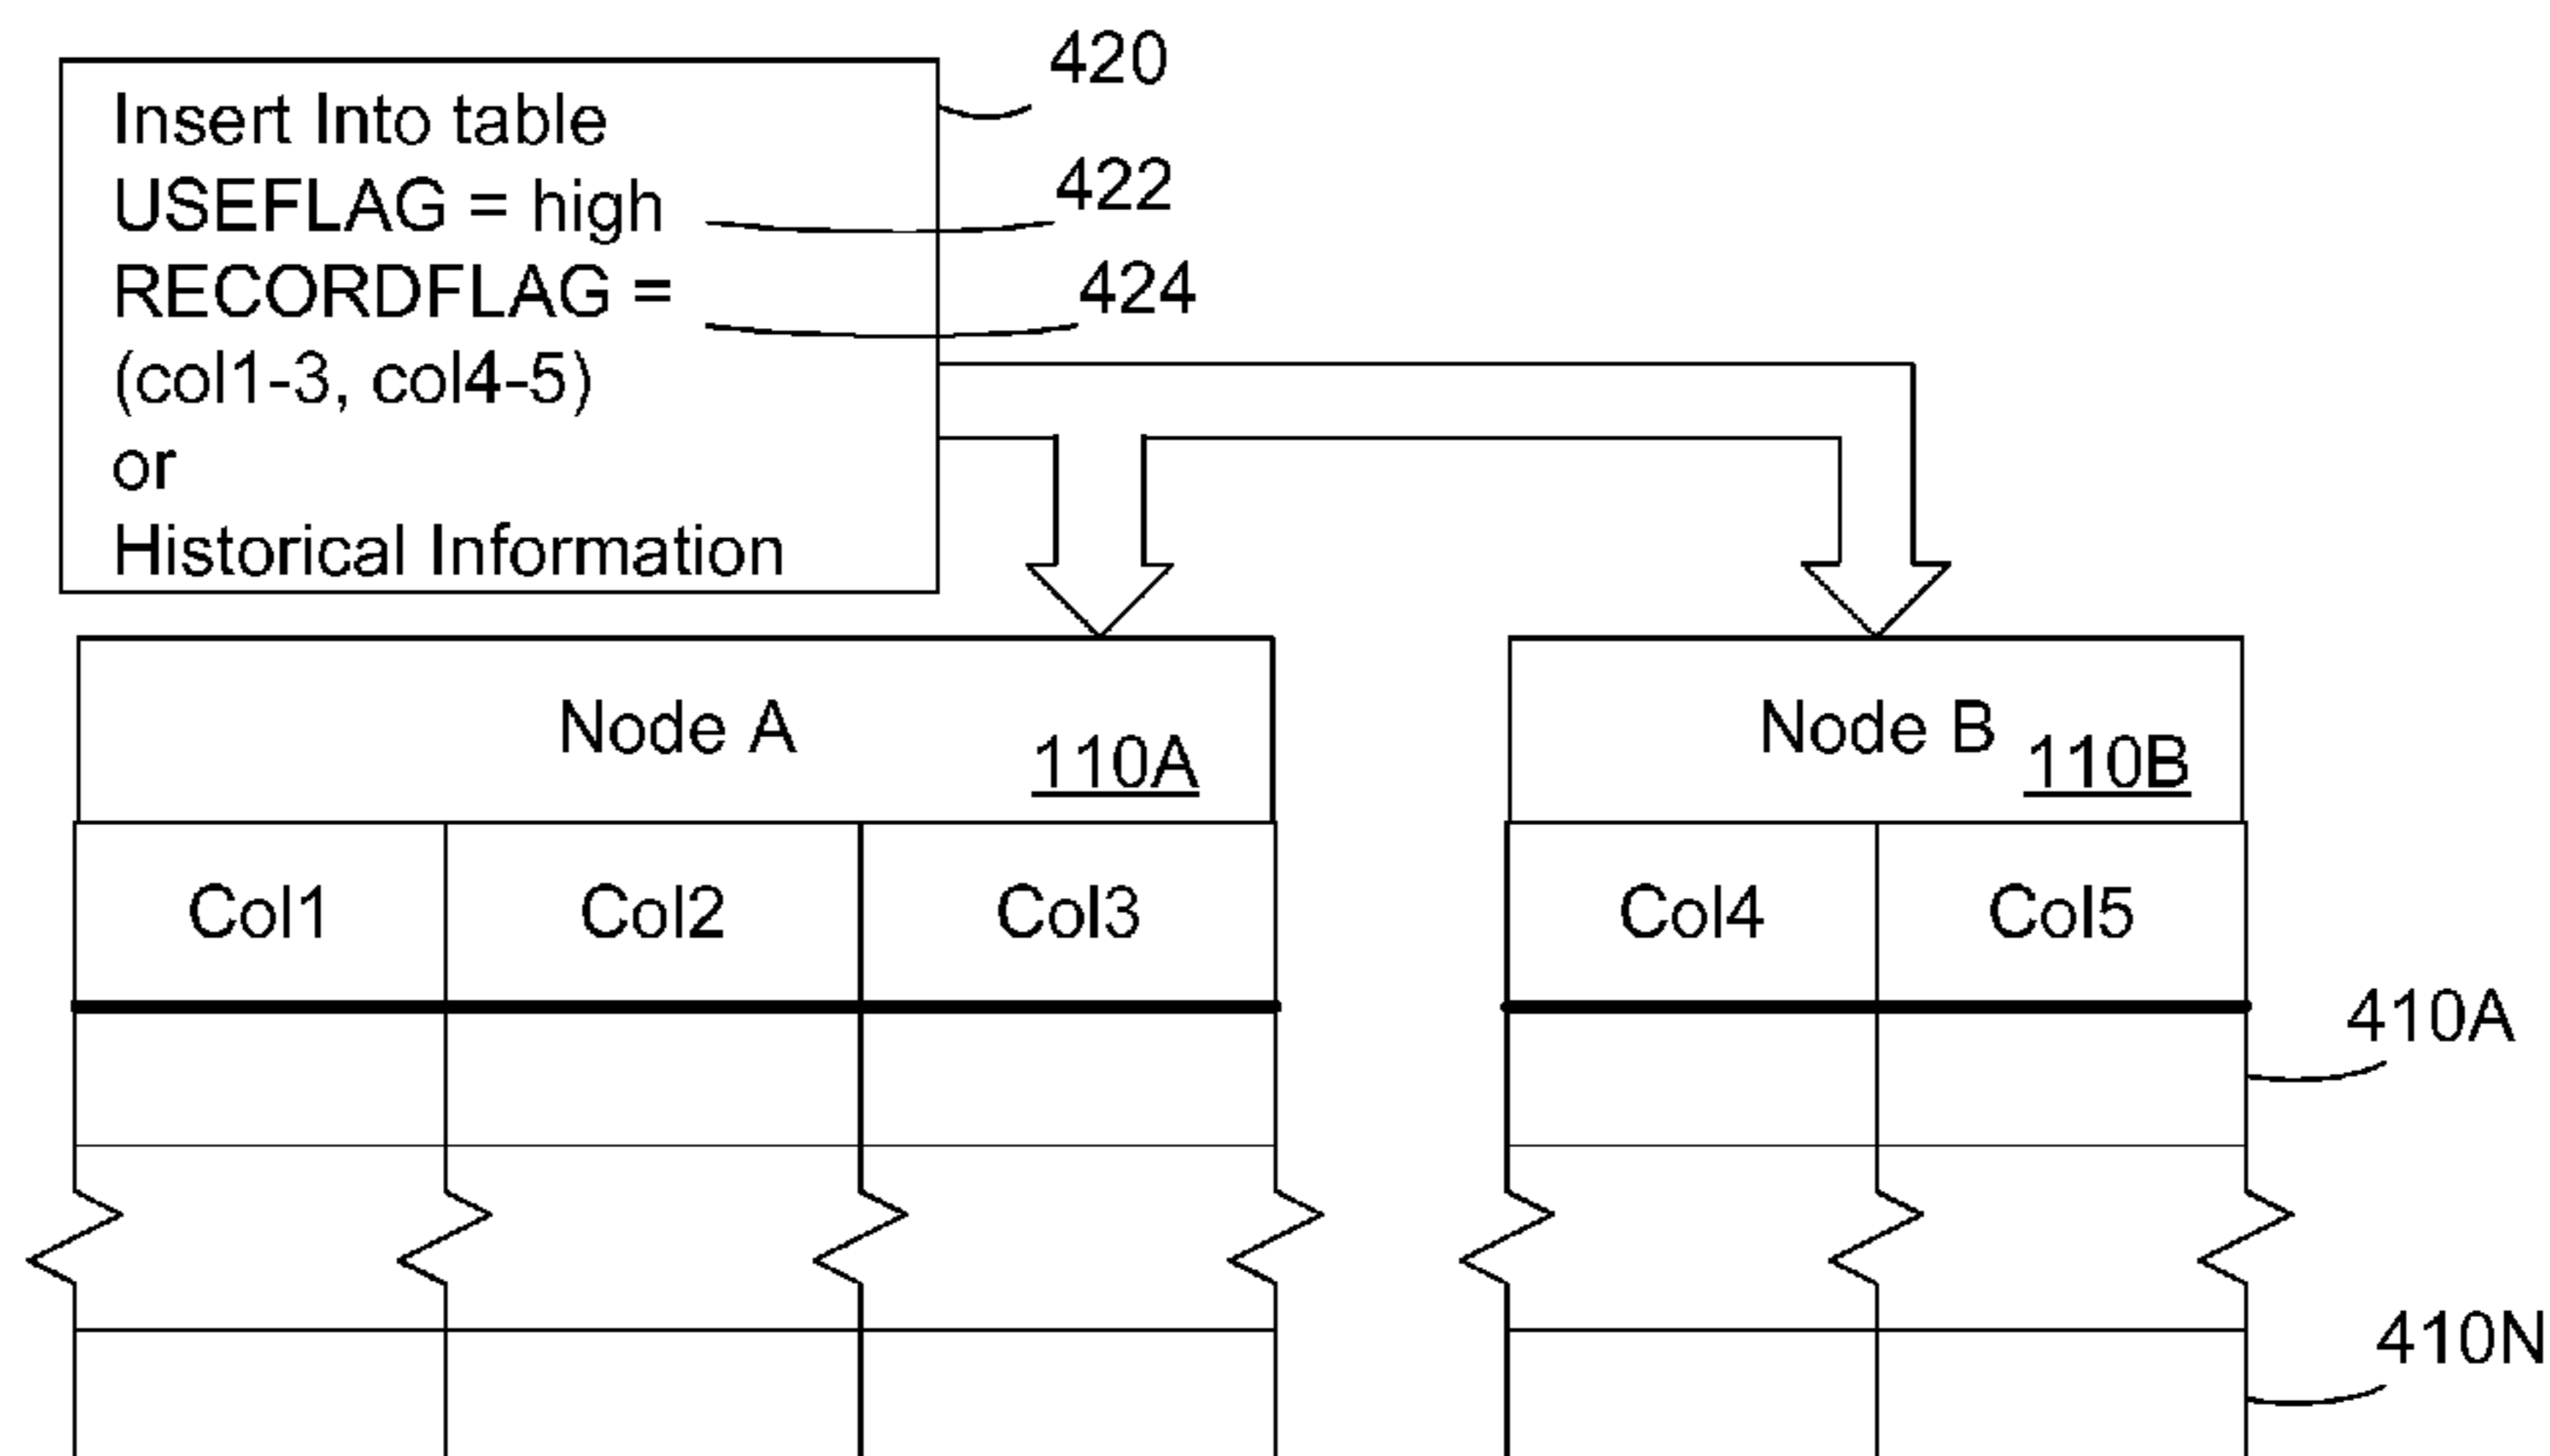 420
Insert Into table
USEFLAG = high
422
RECORDFLAG =
424
(col1-3, col4-5)
or
Historical Information
Node A 110A
Node B 110B
Col1 Col2 Col3 Col4 Col5
410A
410N